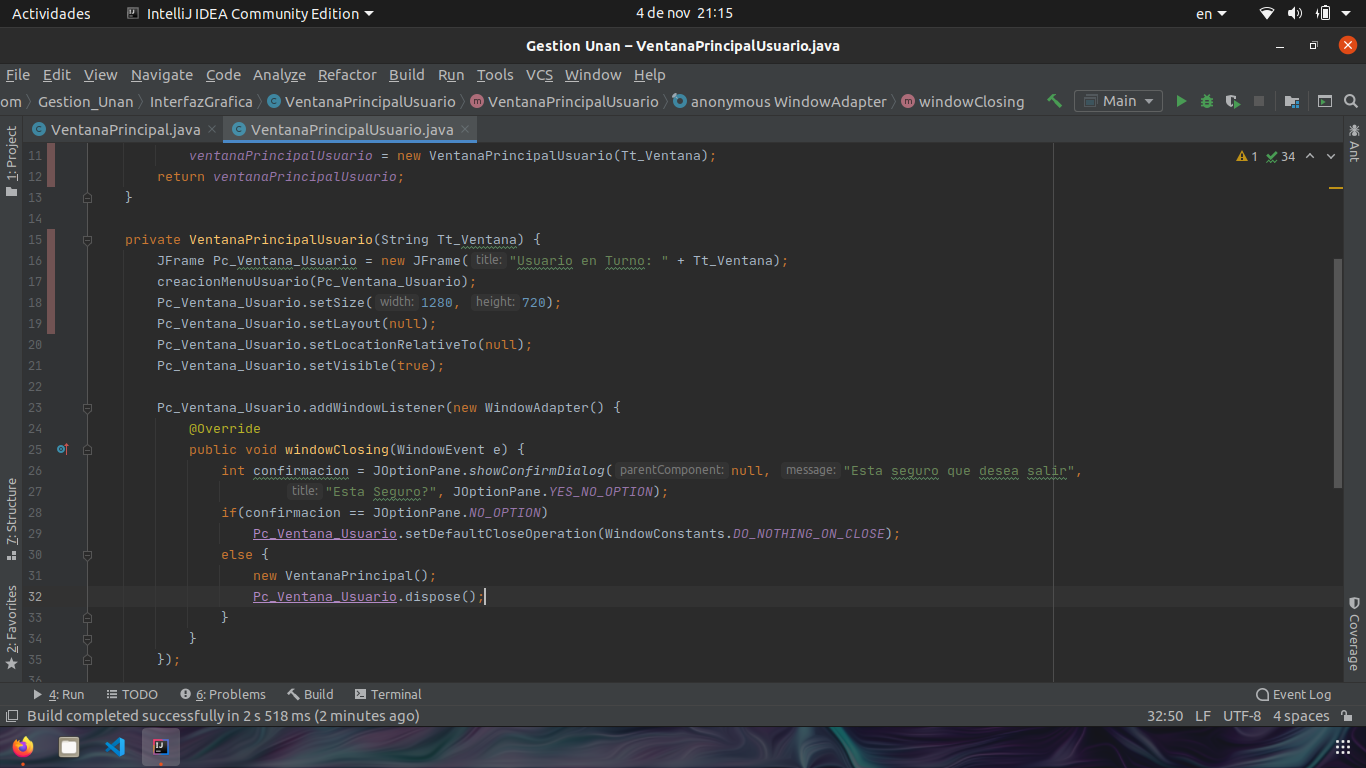 Actividades IntelliJ IDEA Community Edition 4 de nov 21:15 en
Gestion Unan – VentanaPrincipalUsuario.java
File Edit View Navigate Code Analyze Refactor Build Run Tools VCS Window Help
om Gestion_Unan InterfazGrafica VentanaPrincipalUsuario VentanaPrincipalUsuario anonymous WindowAdapter windowClosing Main
VentanaPrincipal.java VentanaPrincipalUsuario.java
1: Project
7: Structure
2: Favorites
11 ventanaPrincipalUsuario = new VentanaPrincipalUsuario(Tt_Ventana);
1 34
12 return ventanaPrincipalUsuario;
13 }
14
15 private VentanaPrincipalUsuario(String Tt_Ventana) {
16 JFrame Pc_Ventana_Usuario = new JFrame( title: "Usuario en Turno: " + Tt_Ventana);
17 creacionMenuUsuario(Pc_Ventana_Usuario);
18 Pc_Ventana_Usuario.setSize( width: 1280, height: 720);
19 Pc_Ventana_Usuario.setLayout(null);
20 Pc_Ventana_Usuario.setLocationRelativeTo(null);
21 Pc_Ventana_Usuario.setVisible(true);
22
23 Pc_Ventana_Usuario.addWindowListener(new WindowAdapter() {
24 @Override
25 public void windowClosing(WindowEvent e) {
26 int confirmacion = JOptionPane.showConfirmDialog( parentComponent: null, message: "Esta seguro que desea salir",
27 title: "Esta Seguro?", JOptionPane.YES_NO_OPTION);
28 if(confirmacion == JOptionPane.NO_OPTION)
29 Pc_Ventana_Usuario.setDefaultCloseOperation(WindowConstants.DO_NOTHING_ON_CLOSE);
30 else {
31 new VentanaPrincipal();
32 Pc_Ventana_Usuario.dispose();
33 }
34 }
35 });
36
Ant
Coverage
4: Run TODO 6: Problems Build Terminal Event Log
Build completed successfully in 2 s 518 ms (2 minutes ago) 32:50 LF UTF-8 4 spaces